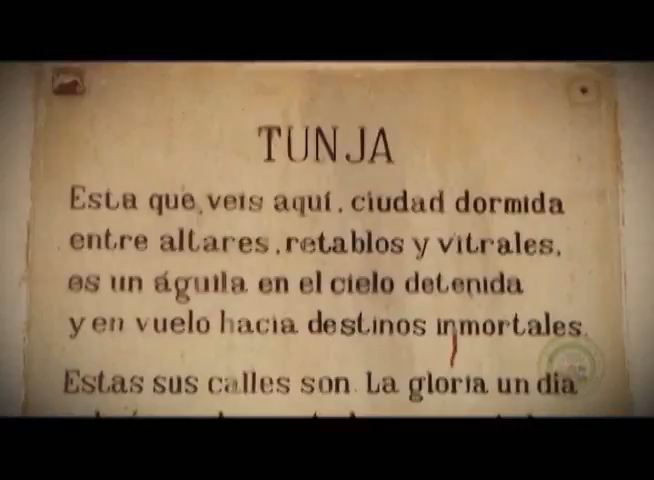 TUNJA
Esta que, veis aquí, ciudad dormida
entre altares, retablos y vitrales,
es un águila en el cielo detenida
y en vuelo hacia destinos inmortales.
Estas sus calles son. La gloria un día